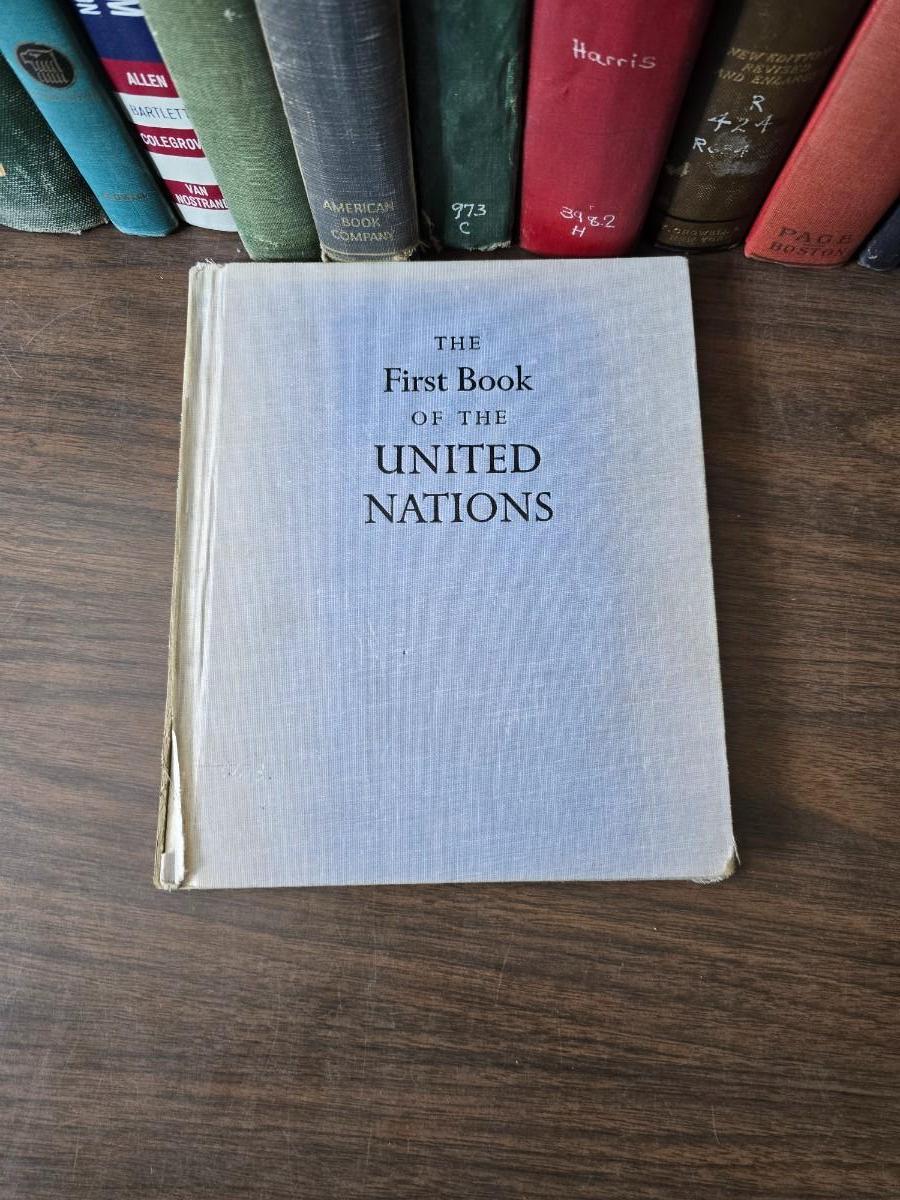 ALLEN
BARTLETT
COLEGROV
VAN
NOSTRAND
AMERICAN
BOOK
COMPANY
973
C
Harris
398.2
H
NEW EDITION
REVISED
AND ENLARGED
R
424
PAGE
BOSTON
THE
First Book
OF THE
UNITED
NATIONS